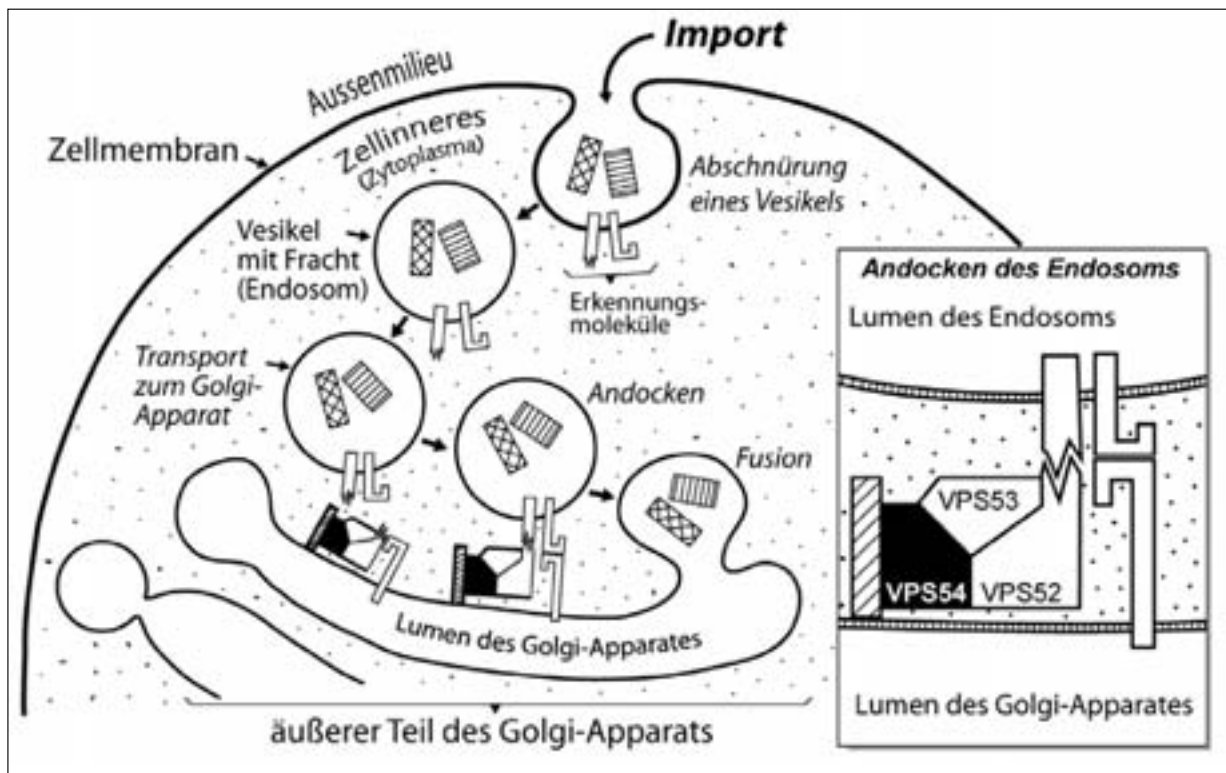 Import
Aussenmilieu
Zellmembran
Zellinneres
(Zytoplasma)
Abschnürung
eines Vesikels
Vesikel
mit Fracht
(Endosom)
Erkennungs-
moleküle
Transport
zum Golgi-
Apparat
Andocken
Fusion
Lumen des Golgi-Apparates
äußerer Teil des Golgi-Apparats
Andocken des Endosoms
Lumen des Endosoms
VPS53
VPS54
VPS52
Lumen des Golgi-Apparates